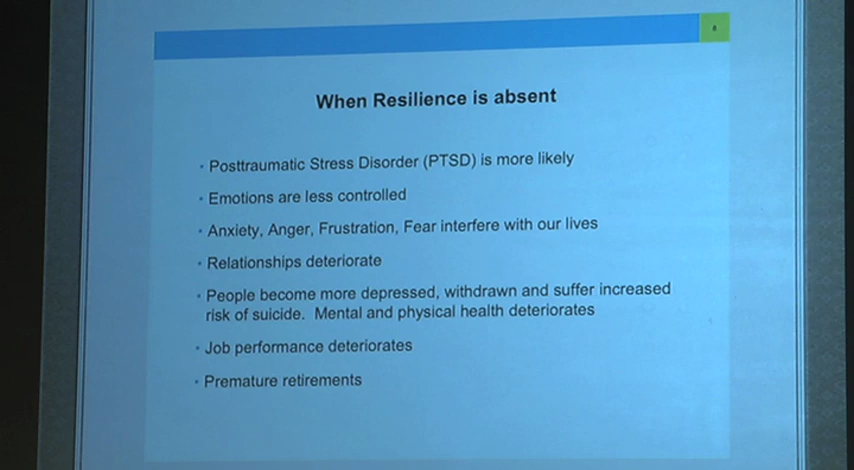 When Resilience is absent
• Posttraumatic Stress Disorder (PTSD) is more likely
• Emotions are less controlled
• Anxiety, Anger, Frustration, Fear interfere with our lives
• Relationships deteriorate
• People become more depressed, withdrawn and suffer increased
risk of suicide.  Mental and physical health deteriorates
• Job performance deteriorates
• Premature retirements